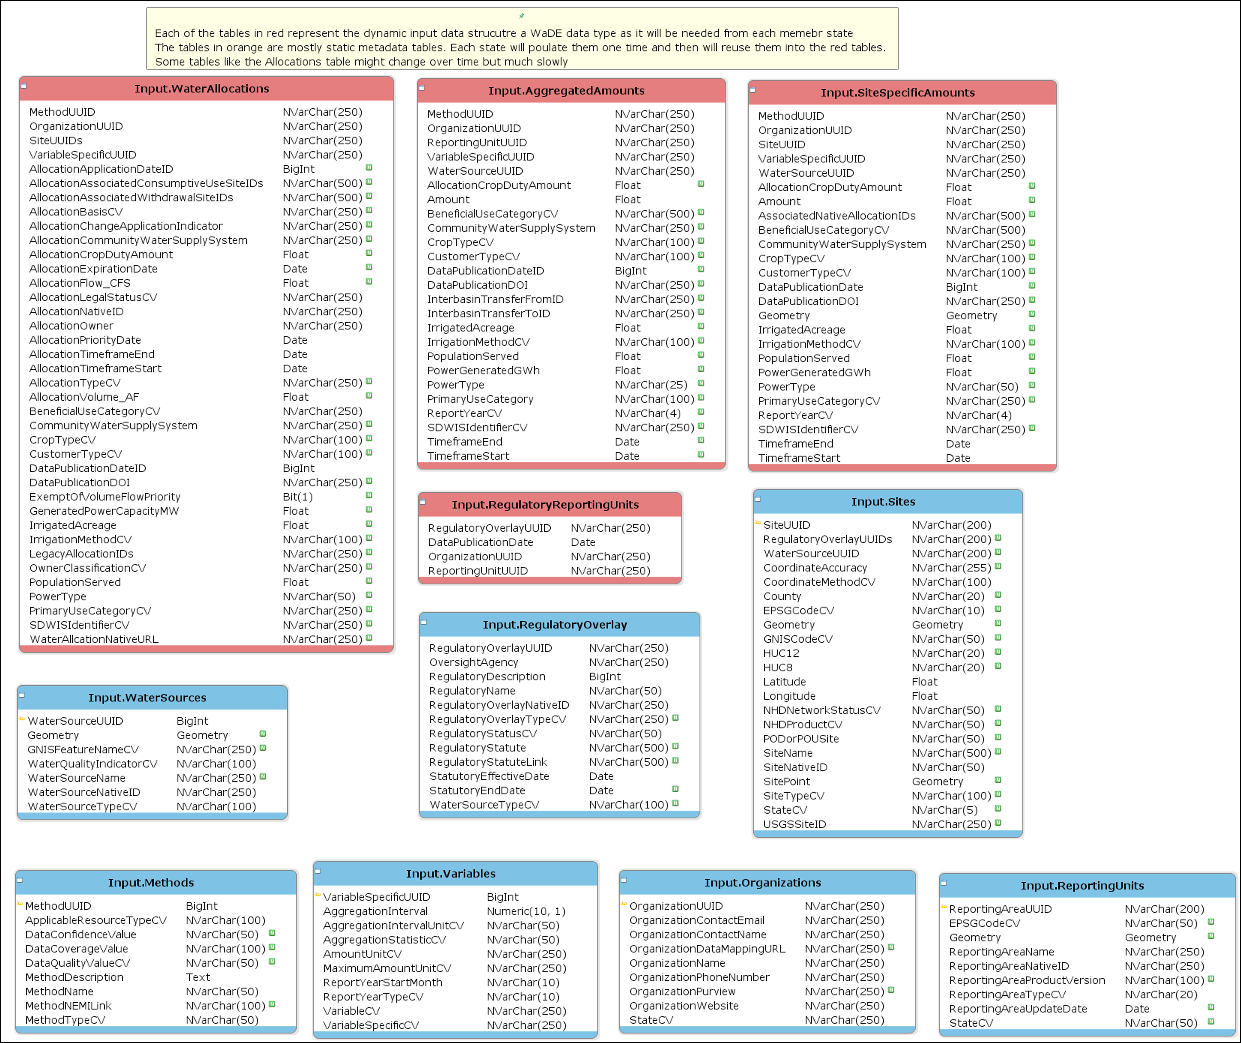 Each of the tables in red represent the dynamic input data strucutre a WaDE data type as it will be needed from each memebr state
The tables in orange are mostly static metadata tables. Each state will poulate them one time and then will reuse them into the red tables.
Some tables like the Allocations table might change over time but much slowly
Input.WaterAllocations
MethodUUID NVarChar(250)
OrganizationUUID NVarChar(250)
SiteUUIDs NVarChar(250)
VariableSpecificUUID NVarChar(250)
AllocationApplicationDateID BigInt N
AllocationAssociatedConsumptiveUseSiteIDs NVarChar(500) N
AllocationAssociatedWithdrawalSiteIDs NVarChar(500) N
AllocationBasisCV NVarChar(250) N
AllocationChangeApplicationIndicator NVarChar(250) N
AllocationCommunityWaterSupplySystem NVarChar(250) N
AllocationCropDutyAmount Float N
AllocationExpirationDate Date N
AllocationFlow_CFS Float N
AllocationLegalStatusCV NVarChar(250)
AllocationNativeID NVarChar(250)
AllocationOwner NVarChar(250)
AllocationPriorityDate Date
AllocationTimeframeEnd Date
AllocationTimeframeStart Date
AllocationTypeCV NVarChar(250) N
AllocationVolume_AF Float N
BeneficialUseCategoryCV NVarChar(250)
CommunityWaterSupplySystem NVarChar(250) N
CropTypeCV NVarChar(100) N
CustomerTypeCV NVarChar(100) N
DataPublicationDateID BigInt
DataPublicationDOI NVarChar(250) N
ExemptOfVolumeFlowPriority Bit(1) N
GeneratedPowerCapacityMW Float N
IrrigatedAcreage Float N
IrrigationMethodCV NVarChar(100) N
LegacyAllocationIDs NVarChar(250) N
OwnerClassificationCV NVarChar(250) N
PopulationServed Float N
PowerType NVarChar(50) N
PrimaryUseCategoryCV NVarChar(250) N
SDWISIdentifierCV NVarChar(250) N
WaterAllcationNativeURL NVarChar(250) N
Input.AggregatedAmounts
MethodUUID NVarChar(250)
OrganizationUUID NVarChar(250)
ReportingUnitUUID NVarChar(250)
VariableSpecificUUID NVarChar(250)
WaterSourceUUID NVarChar(250)
AllocationCropDutyAmount Float N
Amount Float
BeneficialUseCategoryCV NVarChar(500) N
CommunityWaterSupplySystem NVarChar(250) N
CropTypeCV NVarChar(100) N
CustomerTypeCV NVarChar(100) N
DataPublicationDateID BigInt N
DataPublicationDOI NVarChar(250) N
InterbasinTransferFromID NVarChar(250) N
InterbasinTransferToID NVarChar(250) N
IrrigatedAcreage Float N
IrrigationMethodCV NVarChar(100) N
PopulationServed Float N
PowerGeneratedGWh Float N
PowerType NVarChar(25) N
PrimaryUseCategory NVarChar(100) N
ReportYearCV NVarChar(4) N
SDWISIdentifierCV NVarChar(250) N
TimeframeEnd Date N
TimeframeStart Date N
Input.SiteSpecificAmounts
MethodUUID NVarChar(250)
OrganizationUUID NVarChar(250)
SiteUUID NVarChar(250)
VariableSpecificUUID NVarChar(250)
WaterSourceUUID NVarChar(250)
AllocationCropDutyAmount Float N
Amount Float N
AssociatedNativeAllocationIDs NVarChar(500) N
BeneficialUseCategoryCV NVarChar(500)
CommunityWaterSupplySystem NVarChar(250) N
CropTypeCV NVarChar(100) N
CustomerTypeCV NVarChar(100) N
DataPublicationDate BigInt N
DataPublicationDOI NVarChar(250) N
Geometry Geometry N
IrrigatedAcreage Float N
IrrigationMethodCV NVarChar(100) N
PopulationServed Float N
PowerGeneratedGWh Float N
PowerType NVarChar(50) N
PrimaryUseCategoryCV NVarChar(250) N
ReportYearCV NVarChar(4)
SDWISIdentifierCV NVarChar(250) N
TimeframeEnd Date
TimeframeStart Date
Input.RegulatoryReportingUnits
RegulatoryOverlayUUID NVarChar(250)
DataPublicationDate Date
OrganizationUUID NVarChar(250)
ReportingUnitUUID NVarChar(250)
Input.Sites
SiteUUID NVarChar(200)
RegulatoryOverlayUUIDs NVarChar(200) N
WaterSourceUUID NVarChar(200) N
CoordinateAccuracy NVarChar(255) N
CoordinateMethodCV NVarChar(100)
County NVarChar(20) N
EPSGCodeCV NVarChar(10) N
Geometry Geometry N
GNISCodeCV NVarChar(50) N
HUC12 NVarChar(20) N
HUC8 NVarChar(20) N
Latitude Float
Longitude Float
NHDNetworkStatusCV NVarChar(50) N
NHDProductCV NVarChar(50) N
PODorPOUSite NVarChar(50) N
SiteName NVarChar(500) N
SiteNativeID NVarChar(50)
SitePoint Geometry N
SiteTypeCV NVarChar(100) N
StateCV NVarChar(5) N
USGSSiteID NVarChar(250) N
Input.RegulatoryOverlay
RegulatoryOverlayUUID NVarChar(250)
OversightAgency NVarChar(250)
RegulatoryDescription BigInt
RegulatoryName NVarChar(50)
RegulatoryOverlayNativeID NVarChar(250)
RegulatoryOverlayTypeCV NVarChar(250) N
RegulatoryStatusCV NVarChar(50)
RegulatoryStatute NVarChar(500) N
RegulatoryStatuteLink NVarChar(500) N
StatutoryEffectiveDate Date
StatutoryEndDate Date N
WaterSourceTypeCV NVarChar(100) N
Input.WaterSources
WaterSourceUUID BigInt
Geometry Geometry N
GNISFeatureNameCV NVarChar(250) N
WaterQualityIndicatorCV NVarChar(100)
WaterSourceName NVarChar(250) N
WaterSourceNativeID NVarChar(250)
WaterSourceTypeCV NVarChar(100)
Input.Methods
MethodUUID BigInt
ApplicableResourceTypeCV NVarChar(100)
DataConfidenceValue NVarChar(50) N
DataCoverageValue NVarChar(100) N
DataQualityValueCV NVarChar(50) N
MethodDescription Text
MethodName NVarChar(50)
MethodNEMILink NVarChar(100) N
MethodTypeCV NVarChar(50)
Input.Variables
VariableSpecificUUID BigInt
AggregationInterval Numeric(10, 1)
AggregationIntervalUnitCV NVarChar(50)
AggregationStatisticCV NVarChar(50)
AmountUnitCV NVarChar(250)
MaximumAmountUnitCV NVarChar(250)
ReportYearStartMonth NVarChar(10)
ReportYearTypeCV NVarChar(10)
VariableCV NVarChar(250)
VariableSpecificCV NVarChar(250)
Input.Organizations
OrganizationUUID NVarChar(250)
OrganizationContactEmail NVarChar(250)
OrganizationContactName NVarChar(250)
OrganizationDataMappingURL NVarChar(250) N
OrganizationName NVarChar(250)
OrganizationPhoneNumber NVarChar(250)
OrganizationPurview NVarChar(250) N
OrganizationWebsite NVarChar(250)
StateCV NVarChar(250)
Input.ReportingUnits
ReportingAreaUUID NVarChar(200)
EPSGCodeCV NVarChar(50) N
Geometry Geometry N
ReportingAreaName NVarChar(250)
ReportingAreaNativeID NVarChar(250)
ReportingAreaProductVersion NVarChar(100) N
ReportingAreaTypeCV NVarChar(20)
ReportingAreaUpdateDate Date N
StateCV NVarChar(50) N